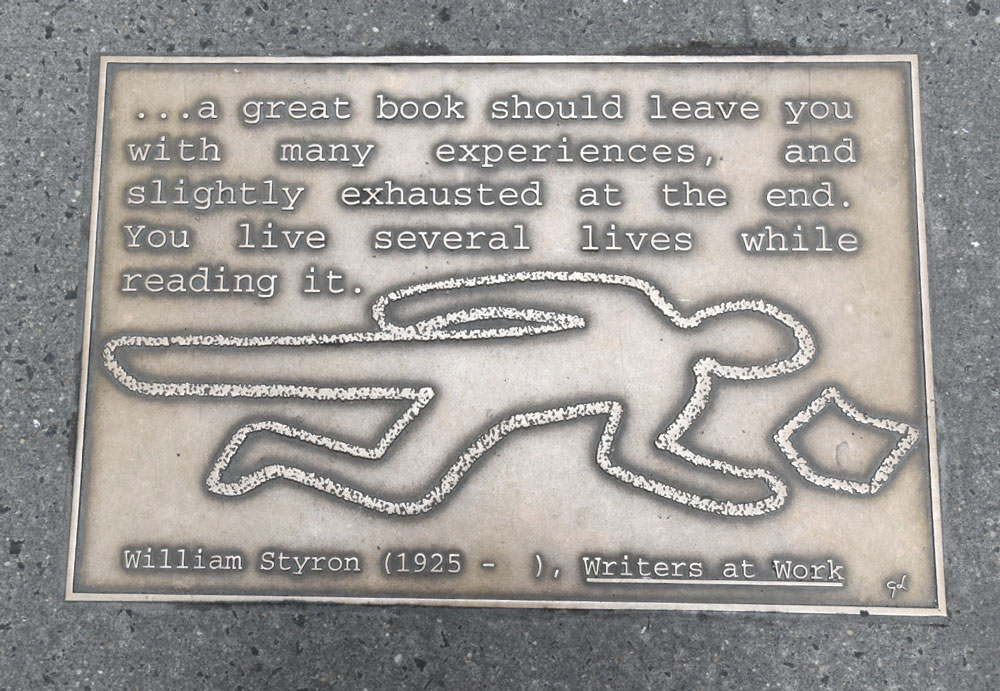 ...a great book should leave you
with many experiences, and
slightly exhausted at the end.
You live several lives while
reading it.
William Styron (1925 - ), Writers at Work